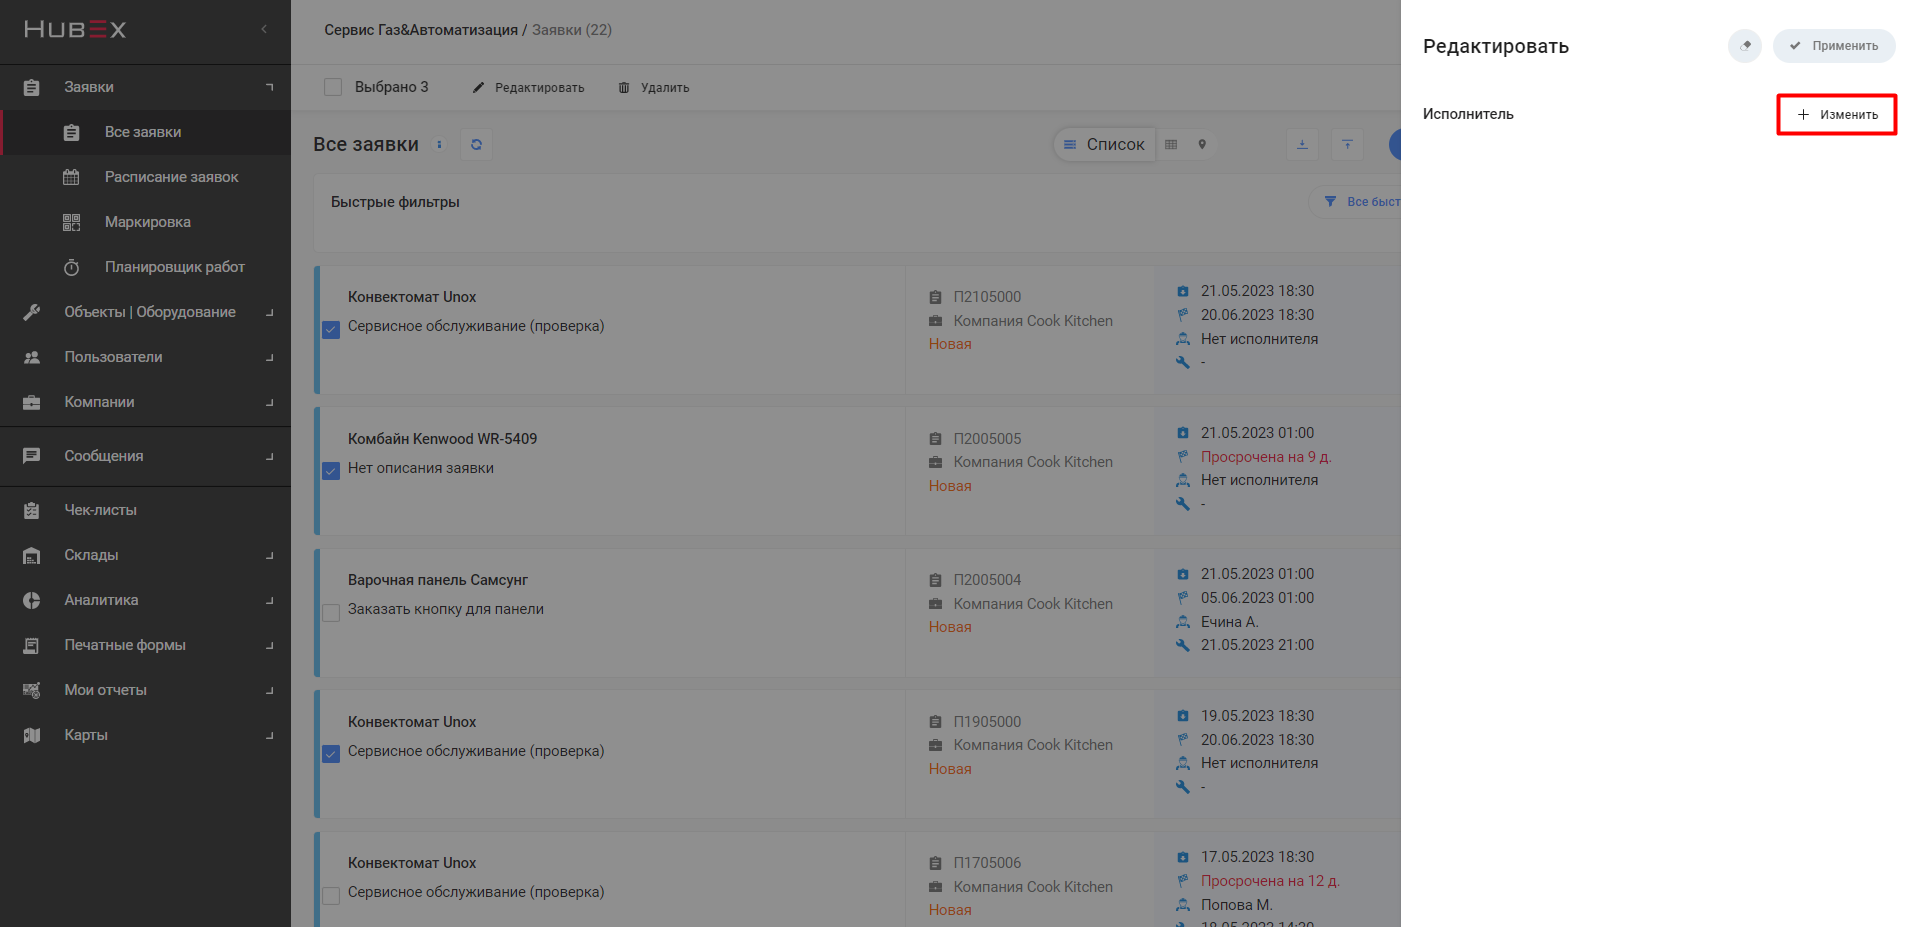 HUBEX
Заявки
Все заявки
Расписание заявок
Маркировка
Планировщик работ
Объекты | Оборудование
Пользователи
Компании
Сообщения
Чек-листы
Склады
Аналитика
Печатные формы
Мои отчеты
Карты
Сервис Газ&Автоматизация / Заявки (22)
Выбрано 3 Редактировать Удалить
Все заявки Список
Быстрые фильтры Все быст
Конвектомат Unox
Сервисное обслуживание (проверка)
П2105000
Компания Cook Kitchen
Новая
21.05.2023 18:30
20.06.2023 18:30
Нет исполнителя
-
Комбайн Kenwood WR-5409
Нет описания заявки
П2005005
Компания Cook Kitchen
Новая
21.05.2023 01:00
Просрочена на 9 д.
Нет исполнителя
-
Варочная панель Самсунг
Заказать кнопку для панели
П2005004
Компания Cook Kitchen
Новая
21.05.2023 01:00
05.06.2023 01:00
Ечина А.
21.05.2023 21:00
Конвектомат Unox
Сервисное обслуживание (проверка)
П1905000
Компания Cook Kitchen
Новая
19.05.2023 18:30
20.06.2023 18:30
Нет исполнителя
-
Конвектомат Unox
Сервисное обслуживание (проверка)
П1705006
Компания Cook Kitchen
Новая
17.05.2023 18:30
Просрочена на 12 д.
Попова М.
Редактировать Применить
Исполнитель + Изменить